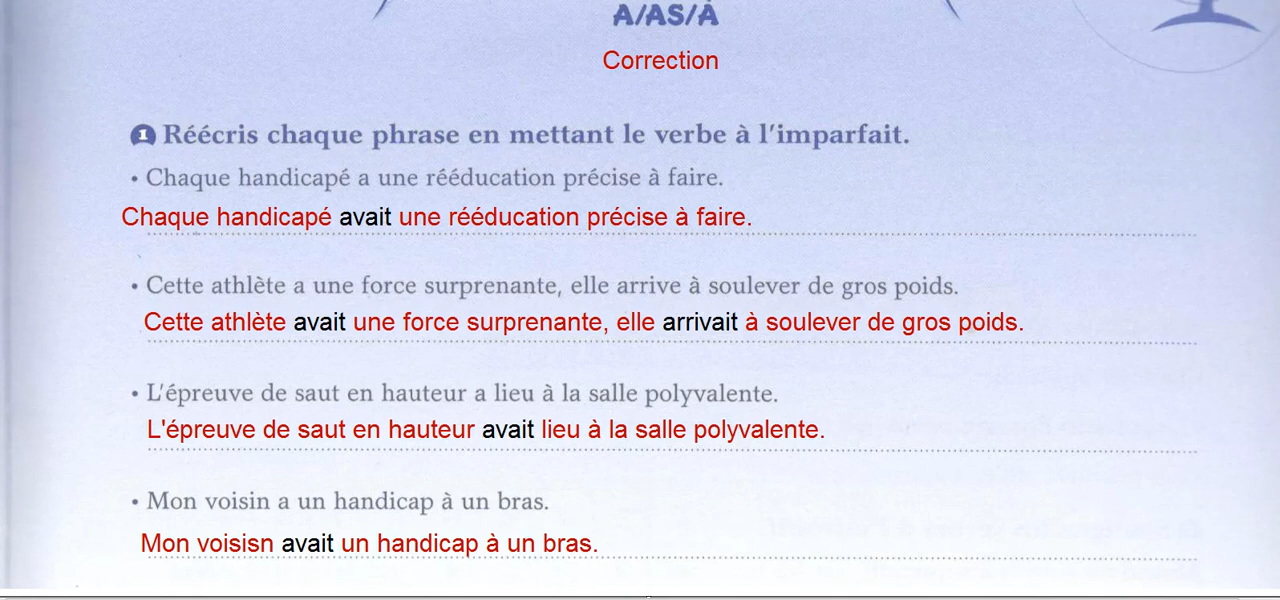 A/AS/À
Correction
1 Réécris chaque phrase en mettant le verbe à l'imparfait.
• Chaque handicapé a une rééducation précise à faire.
Chaque handicapé avait une rééducation précise à faire.
• Cette athlète a une force surprenante, elle arrive à soulever de gros poids.
Cette athlète avait une force surprenante, elle arrivait à soulever de gros poids.
• L'épreuve de saut en hauteur a lieu à la salle polyvalente.
L'épreuve de saut en hauteur avait lieu à la salle polyvalente.
• Mon voisin a un handicap à un bras.
Mon voisisn avait un handicap à un bras.